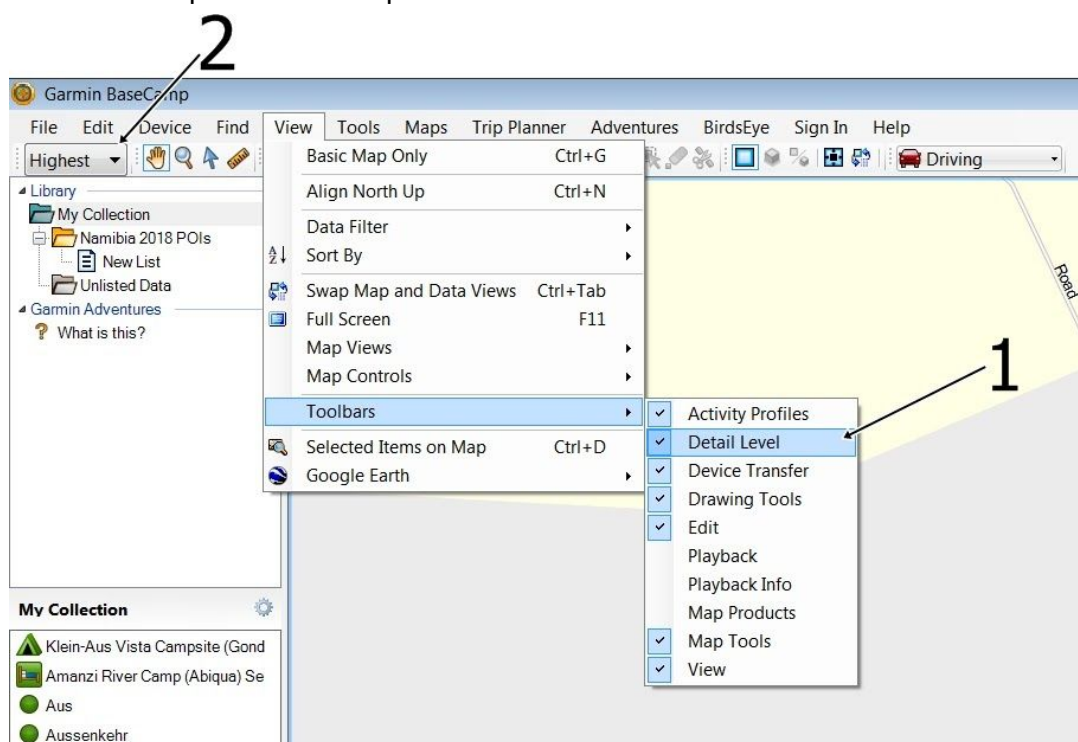 2
Garmin BaseCamp
File Edit Device Find View Tools Maps Trip Planner Adventures BirdsEye Sign In Help
Highest
Driving
Basic Map Only Ctrl+G
Align North Up Ctrl+N
Data Filter
Sort By
Swap Map and Data Views Ctrl+Tab
Full Screen F11
Map Views
Map Controls
Toolbars
Selected Items on Map Ctrl+D
Google Earth
Library
My Collection
Namibia 2018 POIs
New List
Unlisted Data
Garmin Adventures
? What is this?
Road
1
Activity Profiles
Detail Level
Device Transfer
Drawing Tools
Edit
Playback
Playback Info
Map Products
Map Tools
View
My Collection
Klein-Aus Vista Campsite (Gond
Amanzi River Camp (Abiqua) Se
Aus
Aussenkehr